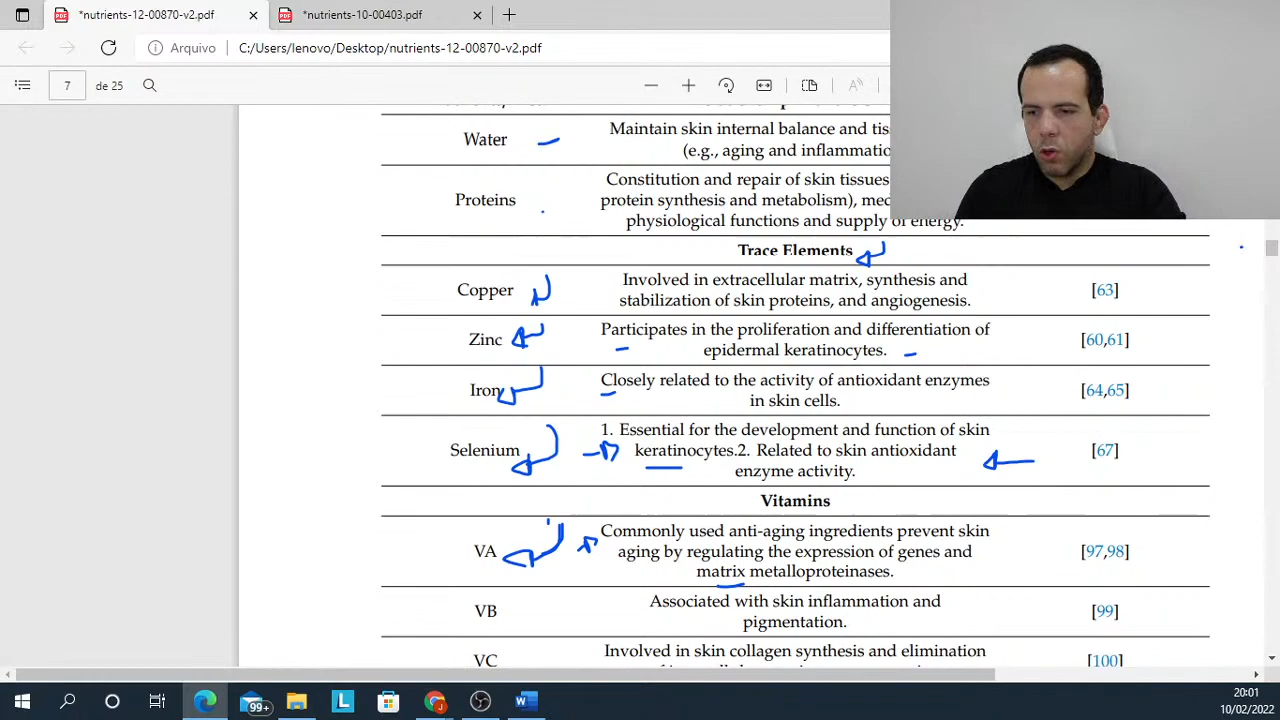 *nutrients-12-00870-v2.pdf
*nutrients-10-00403.pdf
Arquivo
C:/Users/lenovo/Desktop/nutrients-12-00870-v2.pdf
7 de 25
Water
Maintain skin internal balance and
(e.g., aging and
Proteins
Constitution and repair of skin tissues
protein synthesis and metabolism),
physiological functions and supply of energy.
Trace Elements
Copper
Involved in extracellular matrix, synthesis and
stabilization of skin proteins, and angiogenesis.
[63]
Zinc
Participates in the proliferation and differentiation of
epidermal keratinocytes.
[60,61]
Iron
Closely related to the activity of antioxidant enzymes
in skin cells.
[64,65]
Selenium
1. Essential for the development and function of skin
keratinocytes.2. Related to skin antioxidant
enzyme activity.
[67]
Vitamins
VA
Commonly used anti-aging ingredients prevent skin
aging by regulating the expression of genes and
matrix metalloproteinases.
[97,98]
VB
Associated with skin inflammation and
pigmentation.
[99]
VC
Involved in skin collagen synthesis and elimination
[100]
99+
20:01
10/02/2022